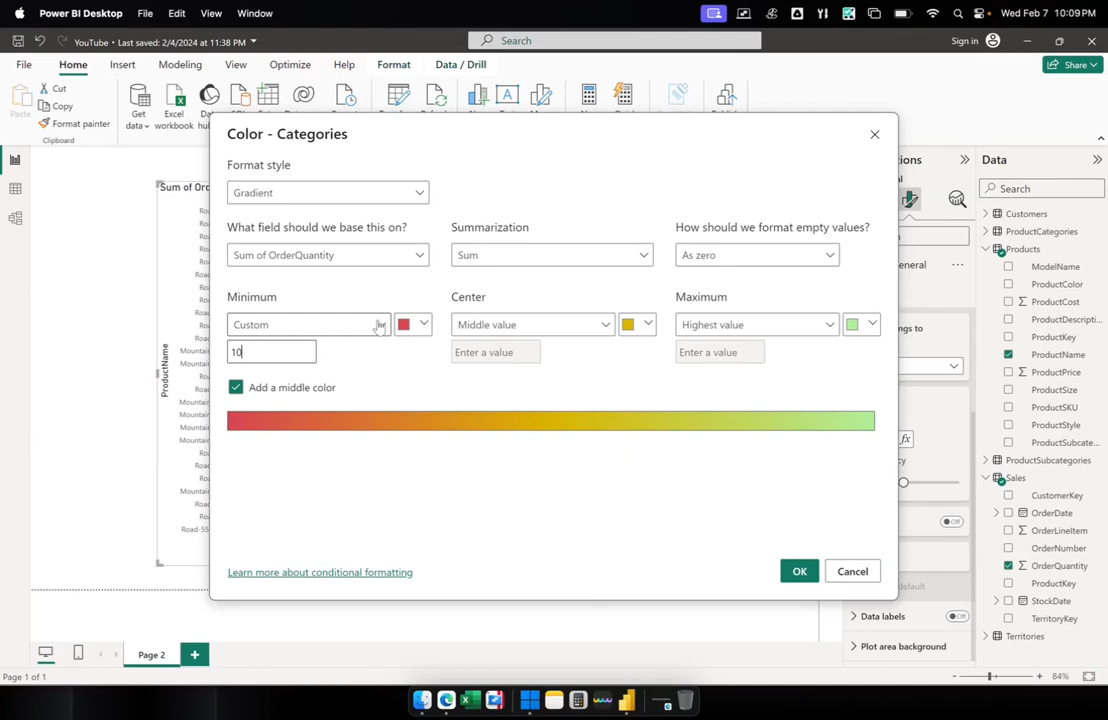 Power BI Desktop File Edit View Window Wed Feb 7 10:09 PM
YouTube • Last saved: 2/4/2024 at 11:38 PM Search Sign in
File Home Insert Modeling View Optimize Help Format Data / Drill Share
Paste Cut Copy Format painter Clipboard
Get data Excel workbook
Color - Categories
Format style
Gradient
What field should we base this on? Summarization How should we format empty values?
Sum of OrderQuantity Sum As zero
Minimum Center Maximum
Custom Middle value Highest value
10 Enter a value Enter a value
Add a middle color
Learn more about conditional formatting OK Cancel
Sum of Ord
ProductName
Road-55
Off
default
Data labels Off
Plot area background
Data
Search
Customers
ProductCategories
Products
ModelName
ProductColor
ProductCost
ProductDescripti...
ProductKey
ProductName
ProductPrice
ProductSize
ProductSKU
ProductStyle
ProductSubcate...
ProductSubcategories
Sales
CustomerKey
OrderDate
OrderLineItem
OrderNumber
OrderQuantity
ProductKey
StockDate
TerritoryKey
Territories
Page 2
Page 1 of 1 84%